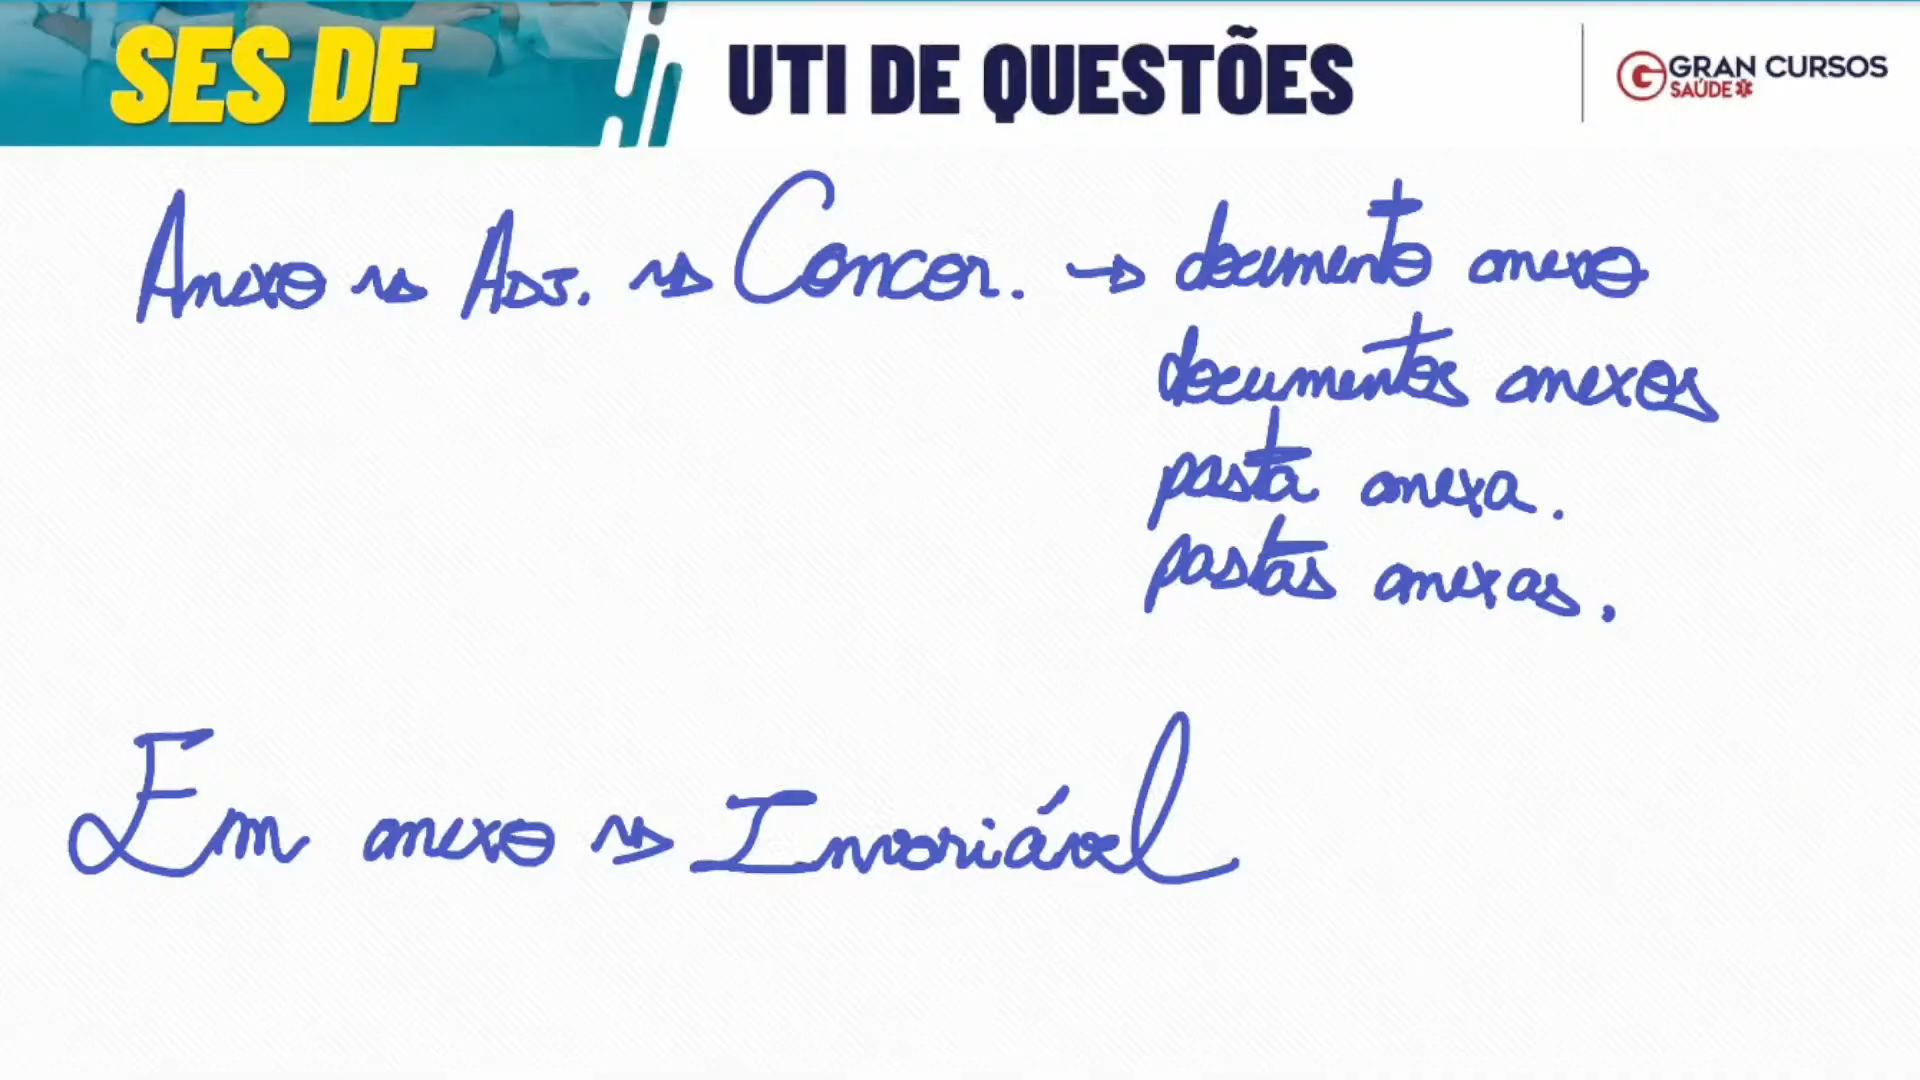 SES DF
UTI DE QUESTÕES
GRAN CURSOS
SAÚDE
Anexo → Adj. → Concor. → documento anexo
documentos anexos
pasta anexa.
pastas anexas.
Em anexo → Invariável